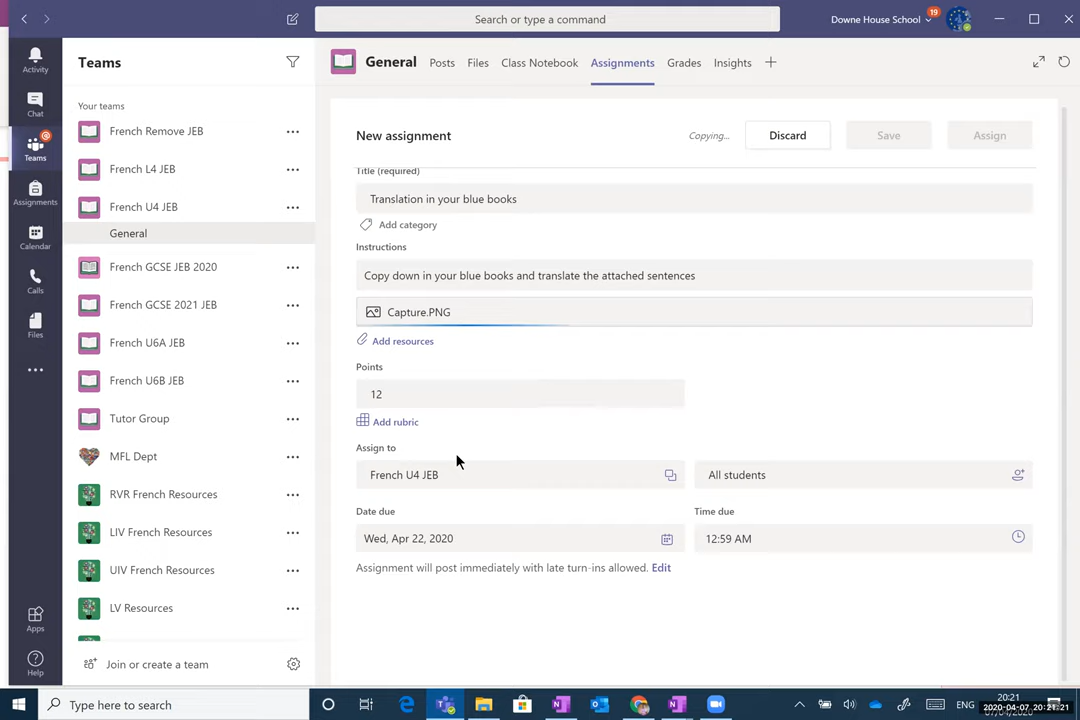 Search or type a command
Downe House School
19
Activity
Chat
Teams
Assignments
Calendar
Calls
Files
Apps
Help
Teams
Your teams
French Remove JEB
French L4 JEB
French U4 JEB
General
French GCSE JEB 2020
French GCSE 2021 JEB
French U6A JEB
French U6B JEB
Tutor Group
MFL Dept
RVR French Resources
LIV French Resources
UIV French Resources
LV Resources
Join or create a team
General
Posts
Files
Class Notebook
Assignments
Grades
Insights
New assignment
Copying...
Discard
Save
Assign
Title (required)
Translation in your blue books
Add category
Instructions
Copy down in your blue books and translate the attached sentences
Capture.PNG
Add resources
Points
12
Add rubric
Assign to
French U4 JEB
All students
Date due
Time due
Wed, Apr 22, 2020
12:59 AM
Assignment will post immediately with late turn-ins allowed. Edit
Type here to search
ENG
20:21
2020-04-07 20:21:21